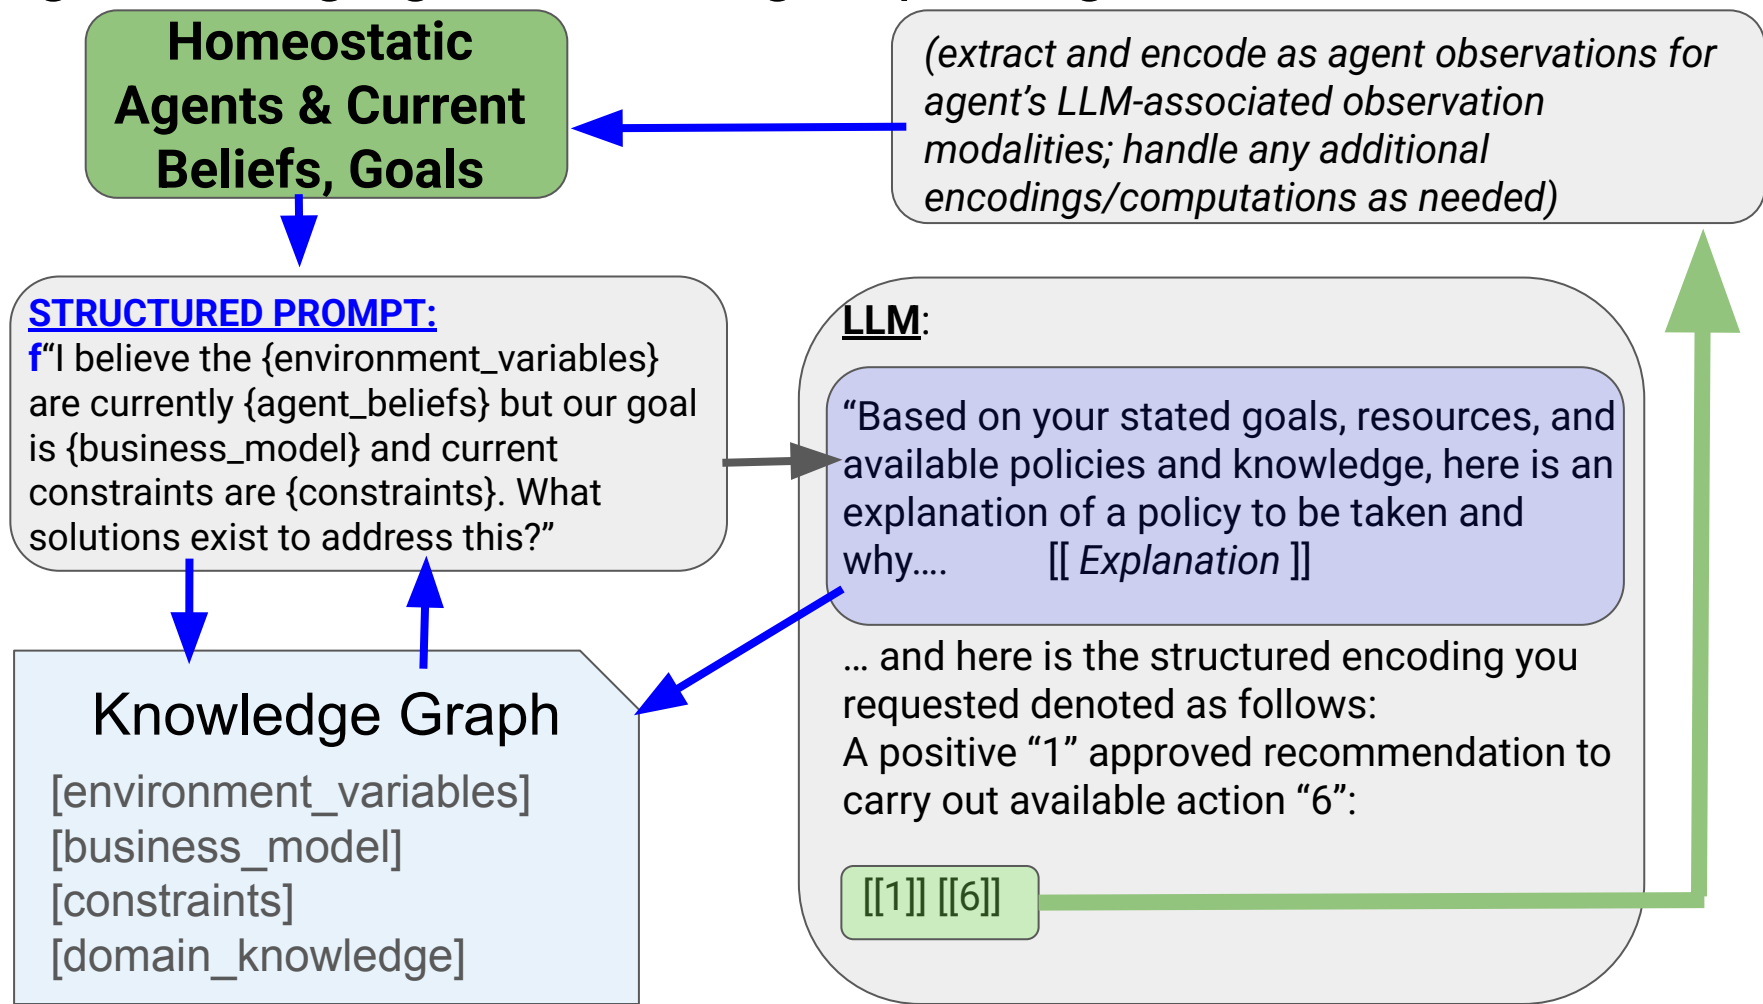 Homeostatic
Agents & Current
Beliefs, Goals
(extract and encode as agent observations for
agent’s LLM-associated observation
modalities; handle any additional
encodings/computations as needed)
STRUCTURED PROMPT:
f“I believe the {environment_variables}
are currently {agent_beliefs} but our goal
is {business_model} and current
constraints are {constraints}. What
solutions exist to address this?”
LLM:
“Based on your stated goals, resources, and
available policies and knowledge, here is an
explanation of a policy to be taken and
why.... [[ Explanation ]]
... and here is the structured encoding you
requested denoted as follows:
A positive “1” approved recommendation to
carry out available action “6”:
[[1]] [[6]]
Knowledge Graph
[environment_variables]
[business_model]
[constraints]
[domain_knowledge]